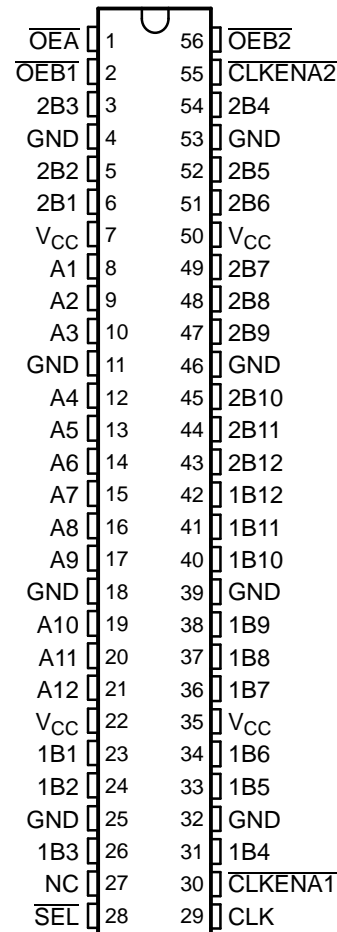 OEA 1 56 OEB2
OEB1 2 55 CLKENA2
2B3 3 54 2B4
GND 4 53 GND
2B2 5 52 2B5
2B1 6 51 2B6
VCC 7 50 VCC
A1 8 49 2B7
A2 9 48 2B8
A3 10 47 2B9
GND 11 46 GND
A4 12 45 2B10
A5 13 44 2B11
A6 14 43 2B12
A7 15 42 1B12
A8 16 41 1B11
A9 17 40 1B10
GND 18 39 GND
A10 19 38 1B9
A11 20 37 1B8
A12 21 36 1B7
VCC 22 35 VCC
1B1 23 34 1B6
1B2 24 33 1B5
GND 25 32 GND
1B3 26 31 1B4
NC 27 30 CLKENA1
SEL 28 29 CLK